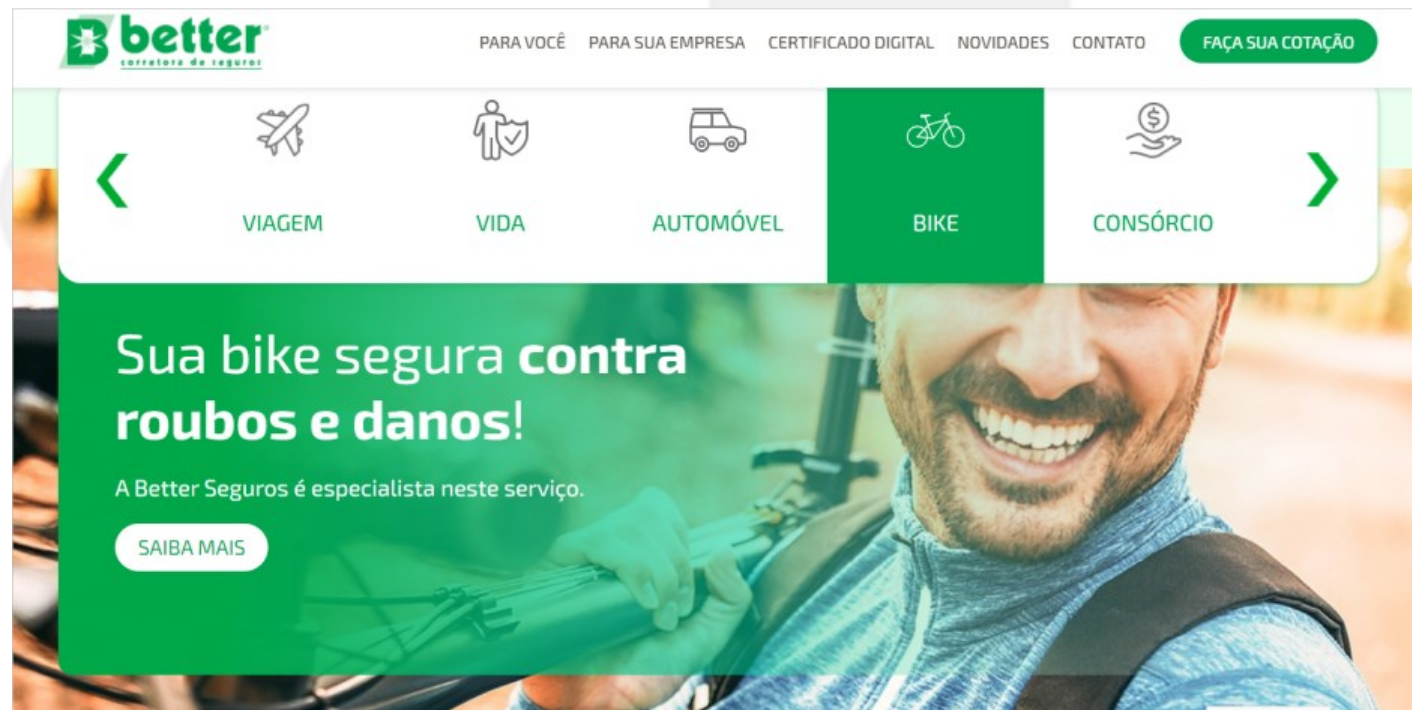 better
corretora de seguros
PARA VOCÊ PARA SUA EMPRESA CERTIFICADO DIGITAL NOVIDADES CONTATO FAÇA SUA COTAÇÃO
VIAGEM VIDA AUTOMÓVEL BIKE CONSÓRCIO
Sua bike segura contra
roubos e danos!
A Better Seguros é especialista neste serviço.
SAIBA MAIS